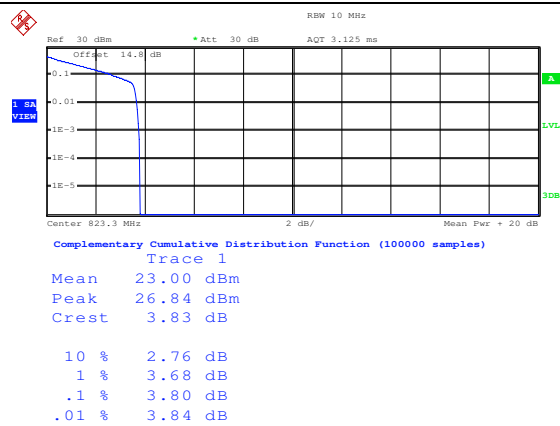 RBW 10 MHz
Ref 30 dBm * Att 30 dB AQT 3.125 ms
Offset 14.8 dB
0.1
A
1 SA
VIEW
0.01
LVL
1E-3
1E-4
1E-5
3DB
Center 823.3 MHz 2 dB/ Mean Pwr + 20 dB
Complementary Cumulative Distribution Function (100000 samples)
Trace 1
Mean 23.00 dBm
Peak 26.84 dBm
Crest 3.83 dB
10 % 2.76 dB
1 % 3.68 dB
.1 % 3.80 dB
.01 % 3.84 dB